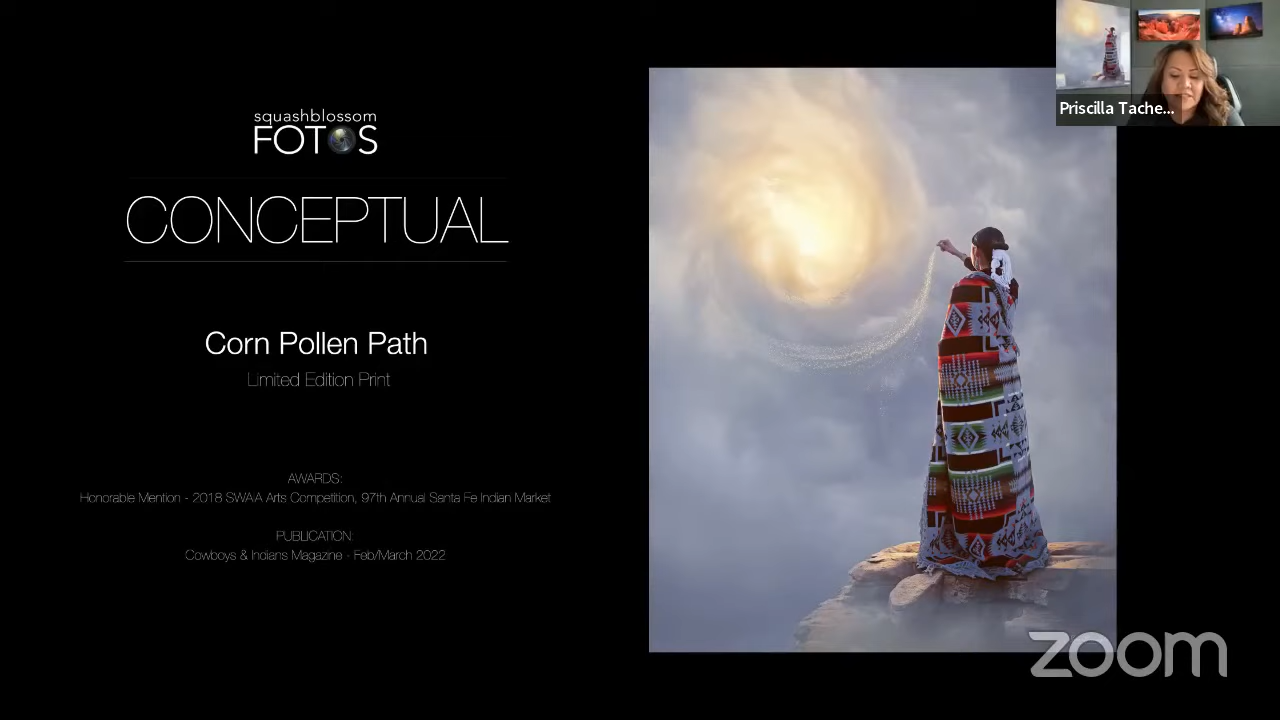 squashblossom
FOTOS
CONCEPTUAL
Corn Pollen Path
Limited Edition Print
AWARDS:
Honorable Mention - 2018 SWAIA Arts Competition, 97th Annual Santa Fe Indian Market
PUBLICATION:
Cowboys & Indians Magazine - Feb/March 2022
Priscilla Tache...
zoom